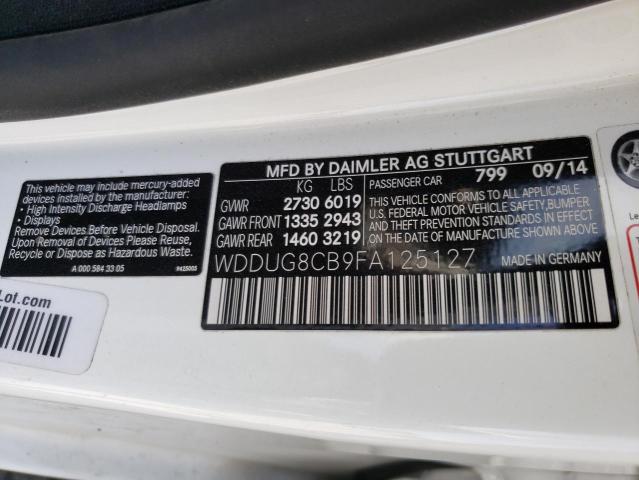 This vehicle may include mercury-added
devices installed by the manufacturer:
• High Intensity Discharge Headlamps
• Displays
Upon Removal of Devices Before Vehicle
Disposal Please Reuse,
Recycle or Dispose as Hazardous Waste.
A 000 584 33 05
Lot.com
MFD BY DAIMLER AG STUTTGART
KG LBS
PASSENGER CAR 799 09/14
GVWR 2730 6019
GAWR FRONT 1335 2943
GAWR REAR 1460 3219
THIS VEHICLE CONFORMS TO ALL APPLICABLE
U.S. FEDERAL MOTOR VEHICLE SAFETY, BUMPER
AND THEFT PREVENTION STANDARDS IN EFFECT
ON THE DATE OF MANUFACTURE SHOWN ABOVE.
WDDUG8CB9FA125127
MADE IN GERMANY